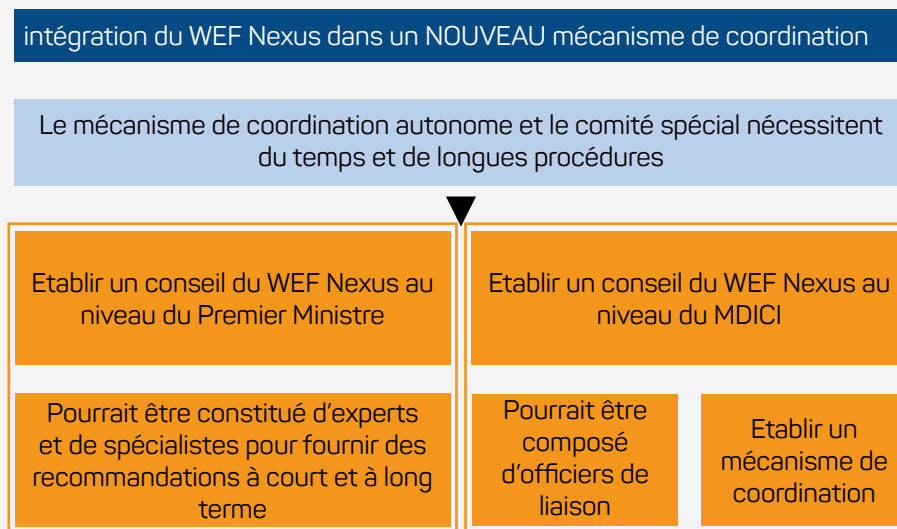 intégration du WEF Nexus dans un NOUVEAU mécanisme de coordination
Le mécanisme de coordination autonome et le comité spécial nécessitent
du temps et de longues procédures
Etablir un conseil du WEF Nexus au
niveau du Premier Ministre
Etablir un conseil du WEF Nexus au
niveau du MDICI
Pourrait être constitué d'experts
et de spécialistes pour fournir des
recommandations à court et à long
terme
Pourrait être
composé
d'officiers de
liaison
Etablir un
mécanisme de
coordination